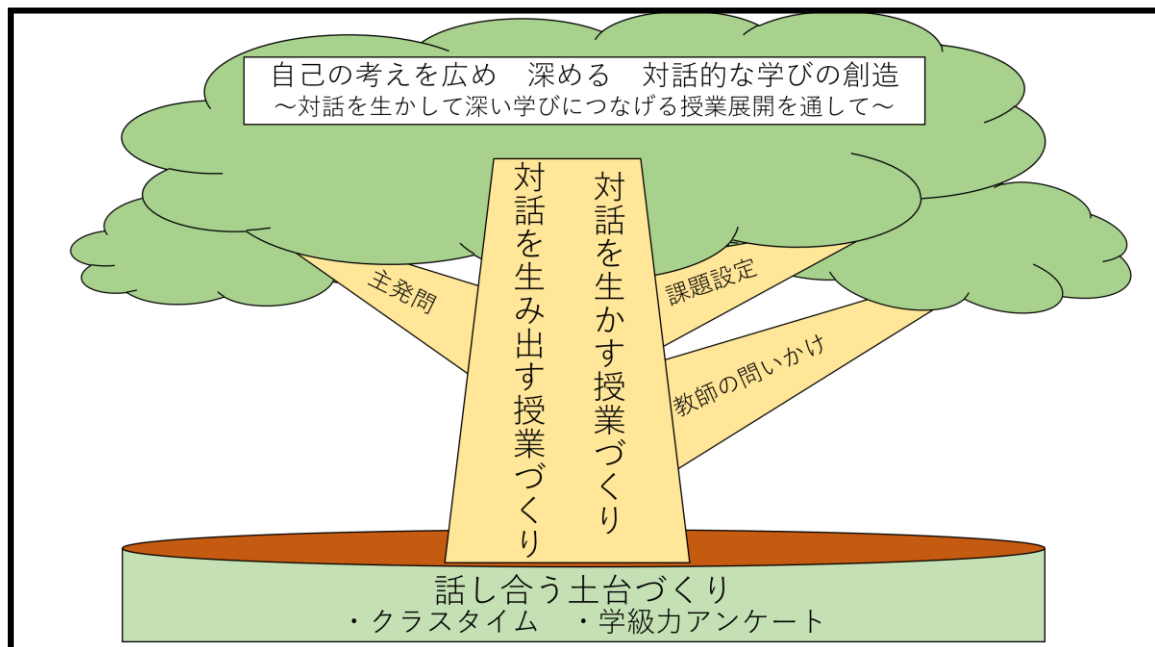 自己の考えを広め　深める　対話的な学びの創造
～対話を生かして深い学びにつなげる授業展開を通して～
対話を生かす授業づくり
対話を生み出す授業づくり
主発問
課題設定
教師の問いかけ
話し合う土台づくり
・クラスタイム　・学級力アンケート